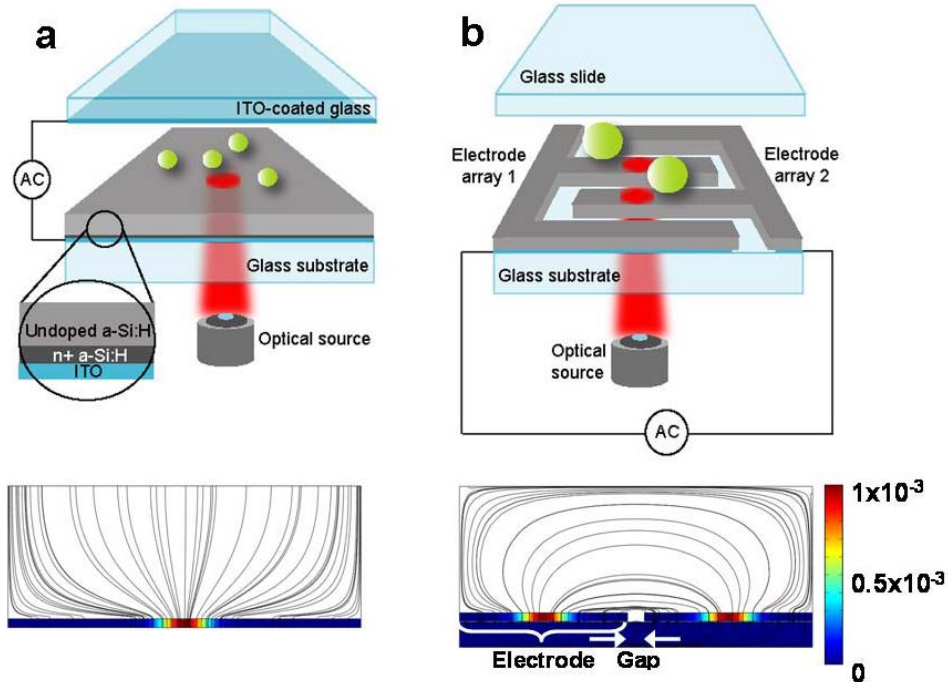 a
ITO-coated glass
AC
Glass substrate
Undoped a-Si:H
n+ a-Si:H
ITO
Optical source
b
Glass slide
Electrode
array 1
Electrode
array 2
Glass substrate
Optical
source
AC
Electrode
Gap
1x10⁻³
0.5x10⁻³
0